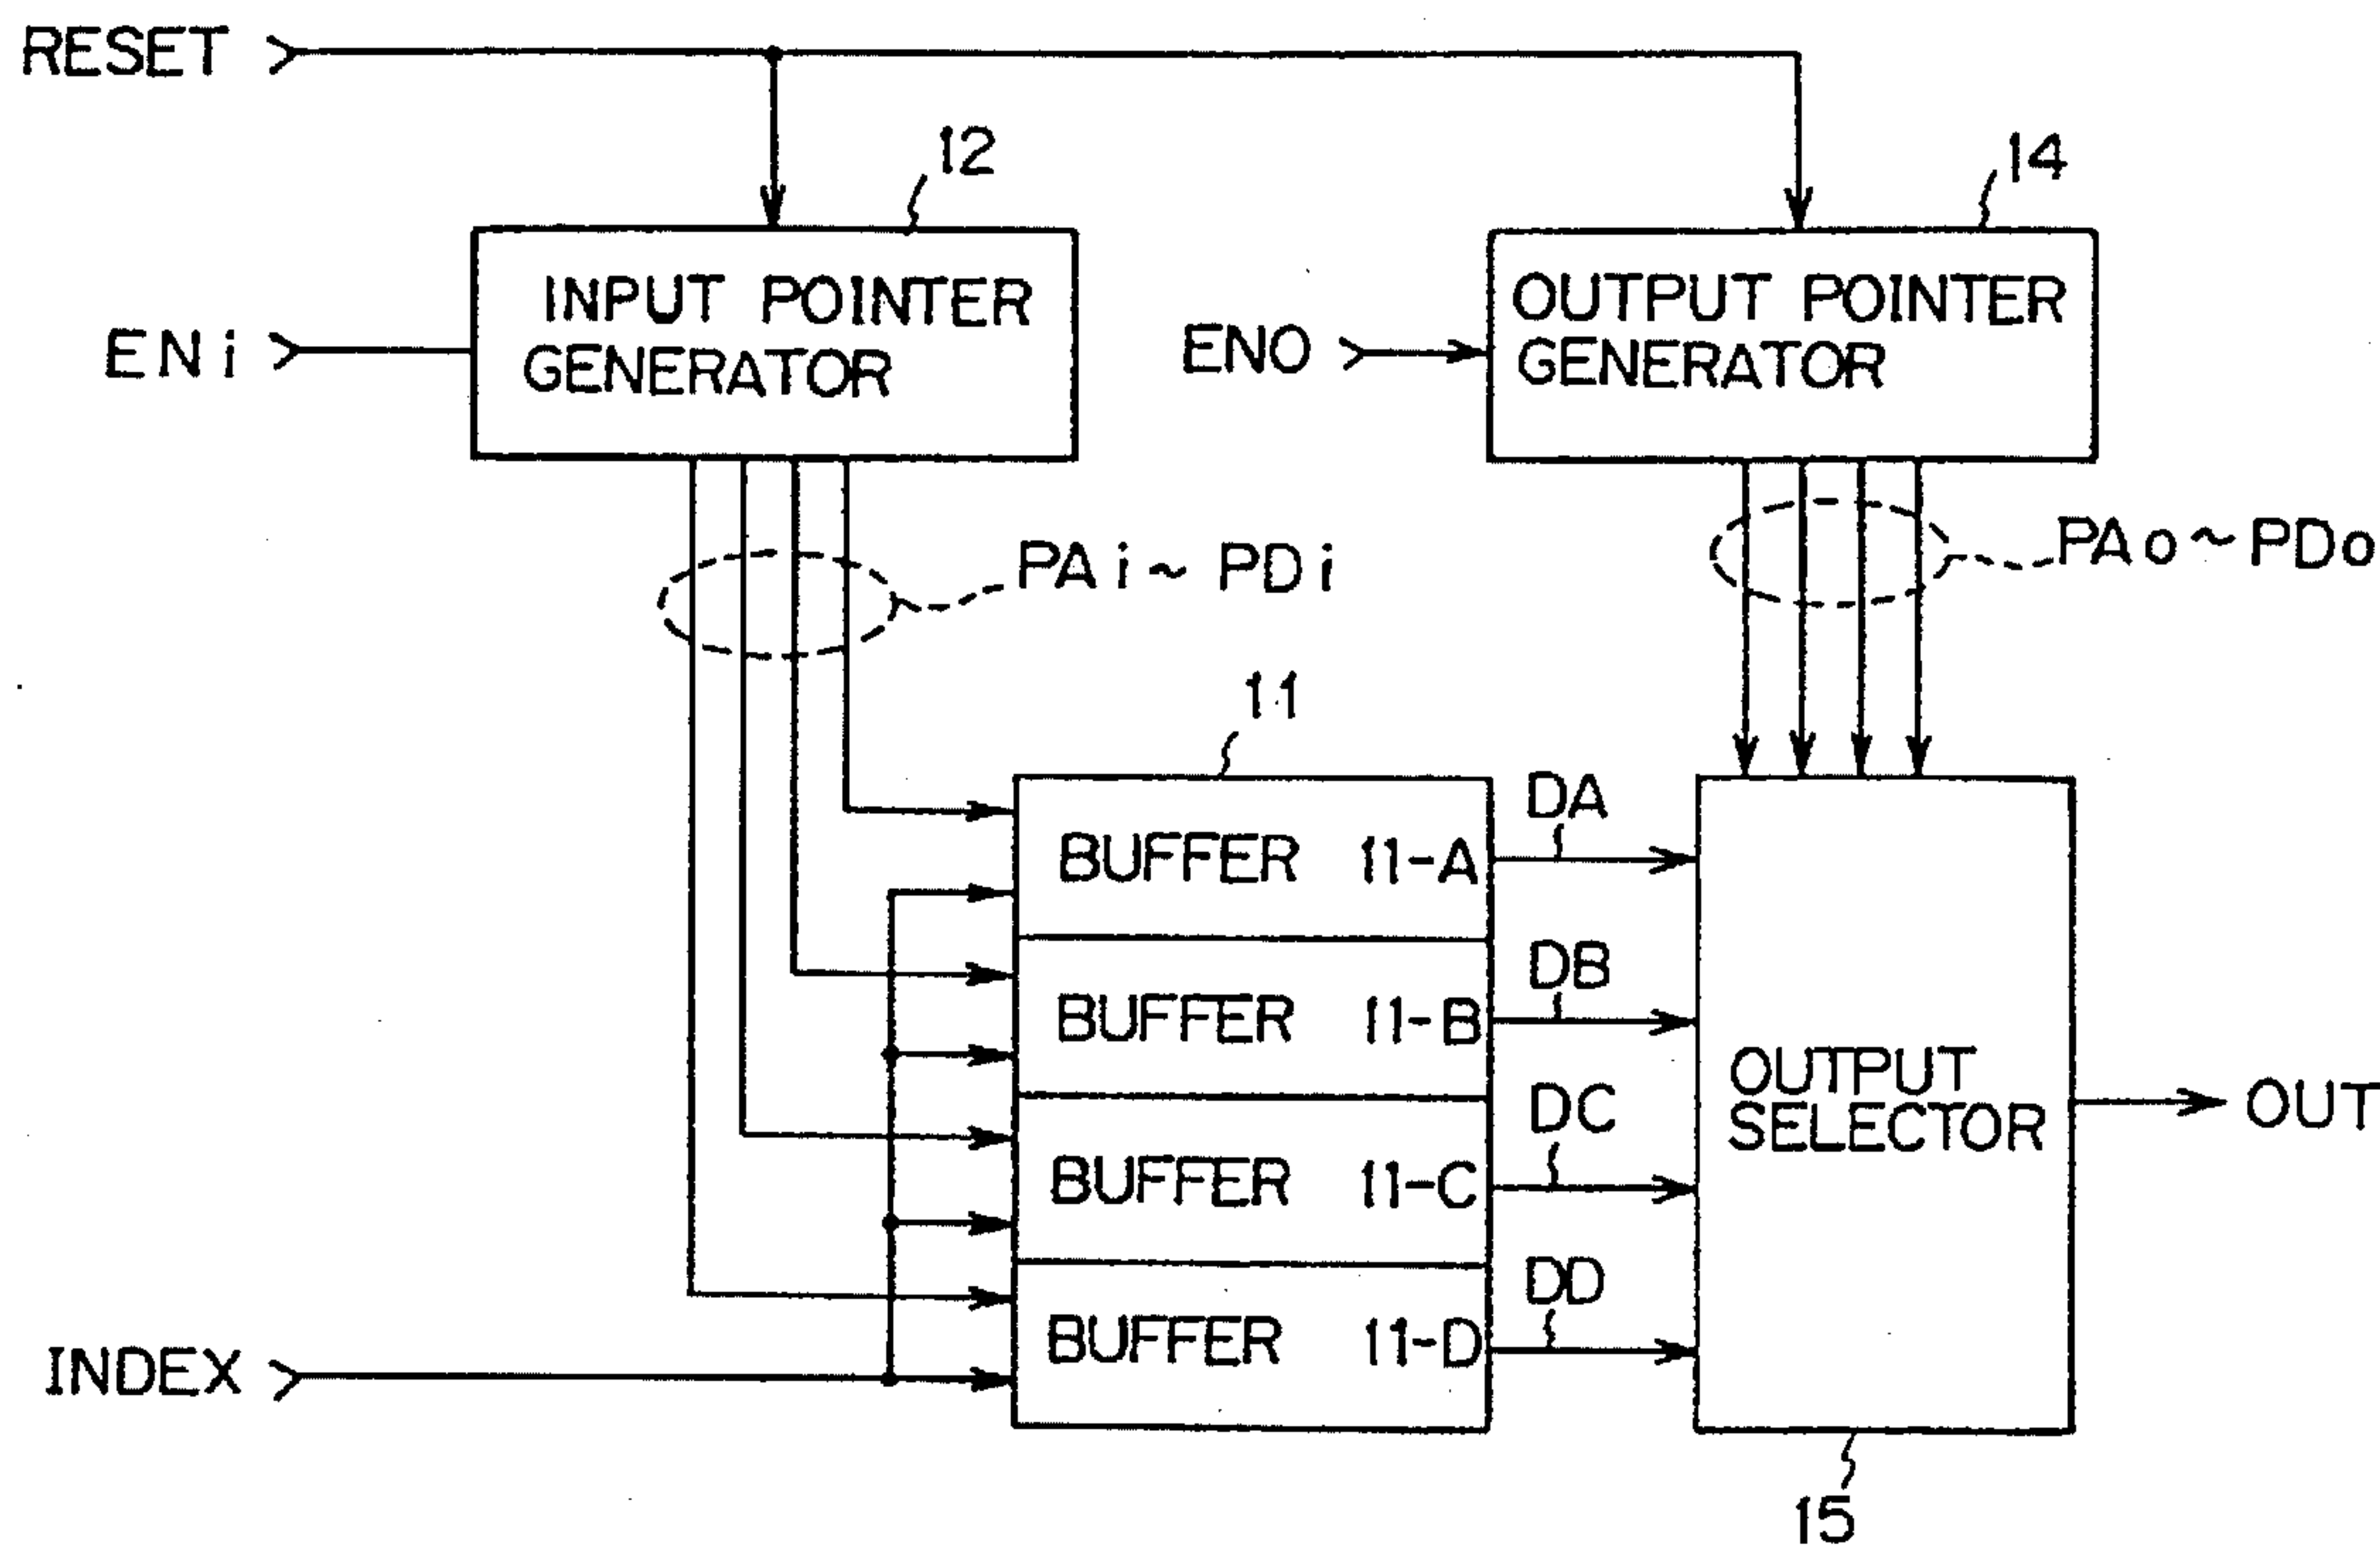 RESET
12
14
INPUT POINTER
GENERATOR
OUTPUT POINTER
GENERATOR
ENi
ENO
PAi~ PDi
PAo~PDo
11
BUFFER 11-A
DA
BUFFER 11-B
DB
BUFFER 11-C
DC
BUFFER 11-D
DD
OUTPUT
SELECTOR
OUT
INDEX
15